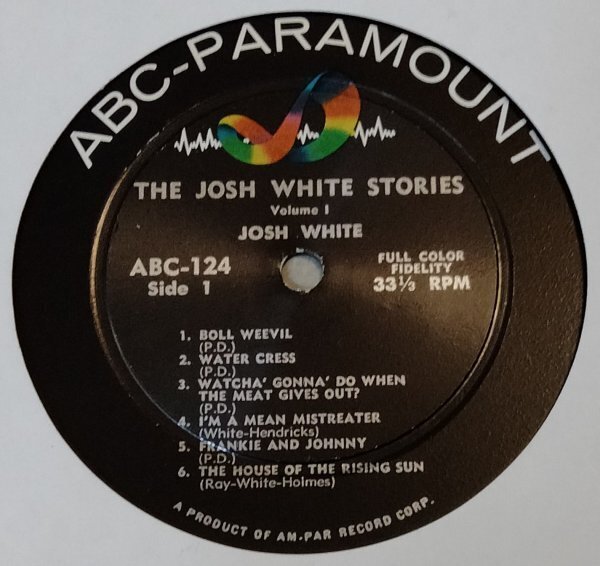 ABC-PARAMOUNT
THE JOSH WHITE STORIES
Volume 1
JOSH WHITE
ABC-124
Side 1
FULL COLOR
FIDELITY
33⅓ RPM
1. BOLL WEEVIL
(P.D.)
2. WATER CRESS
(P.D.)
3. WATCHA' GONNA' DO WHEN
THE MEAT GIVES OUT?
(P.D.)
4. I'M A MEAN MISTREATER
(White-Hendricks)
5. FRANKIE AND JOHNNY
(P.D.)
6. THE HOUSE OF THE RISING SUN
(Ray-White-Holmes)
A PRODUCT OF AM-PAR RECORD CORP.